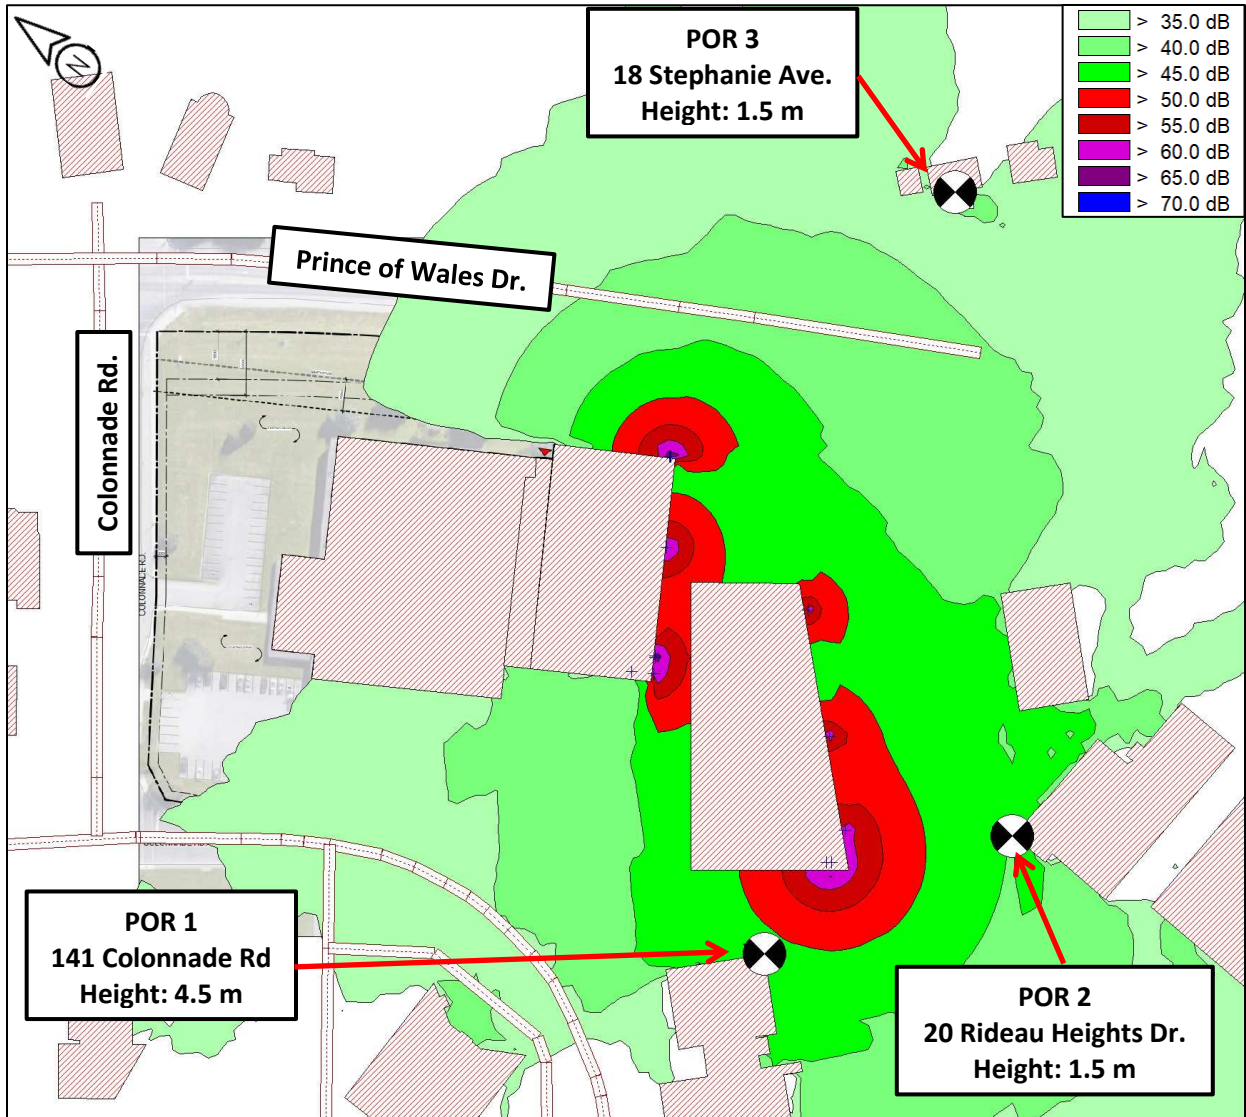 N
POR 3
18 Stephanie Ave.
Height: 1.5 m
> 35.0 dB
> 40.0 dB
> 45.0 dB
> 50.0 dB
> 55.0 dB
> 60.0 dB
> 65.0 dB
> 70.0 dB
Prince of Wales Dr.
Colonnade Rd.
COLONNADE RD.
POR 1
141 Colonnade Rd
Height: 4.5 m
POR 2
20 Rideau Heights Dr.
Height: 1.5 m